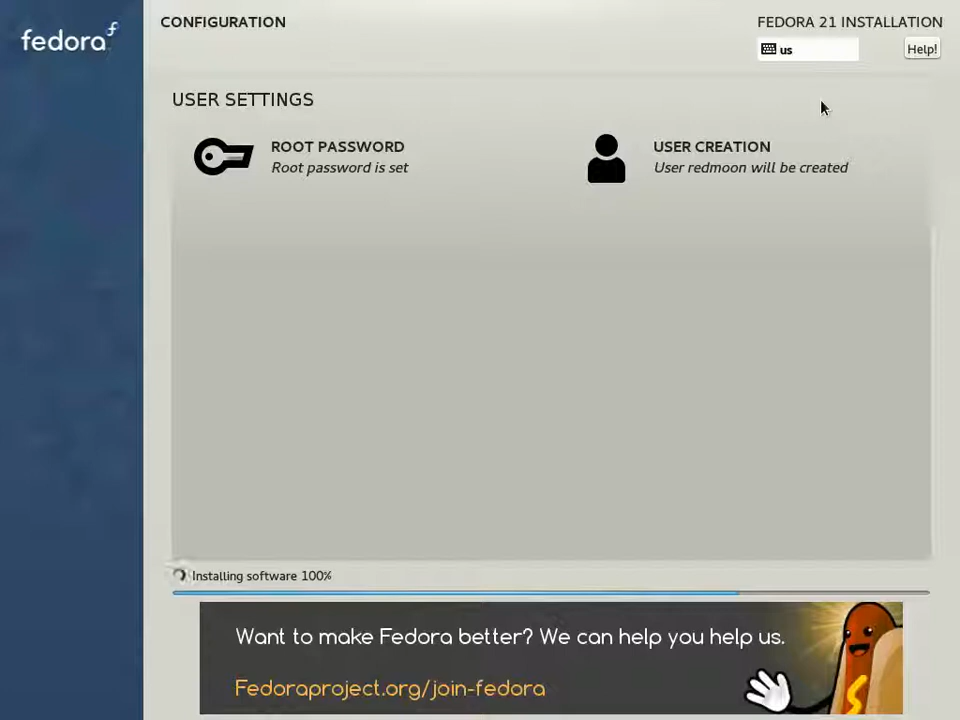 fedora
CONFIGURATION
FEDORA 21 INSTALLATION
us
Help!
USER SETTINGS
ROOT PASSWORD
Root password is set
USER CREATION
User redmoon will be created
Installing software 100%
Want to make Fedora better? We can help you help us.
Fedoraproject.org/join-fedora